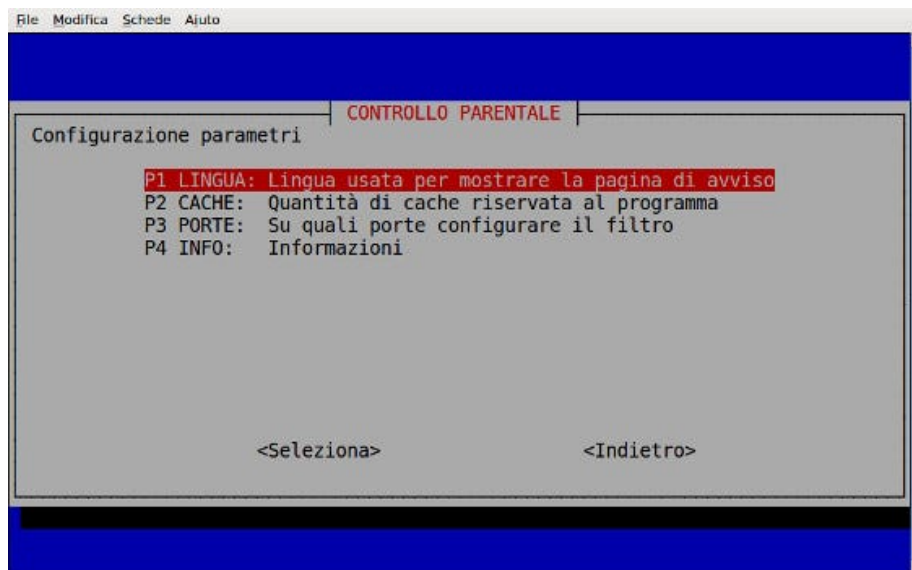 File Modifica Schede Aiuto
CONTROLLO PARENTALE
Configurazione parametri
P1 LINGUA: Lingua usata per mostrare la pagina di avviso
P2 CACHE: Quantità di cache riservata al programma
P3 PORTE: Su quali porte configurare il filtro
P4 INFO: Informazioni
<Seleziona> <Indietro>